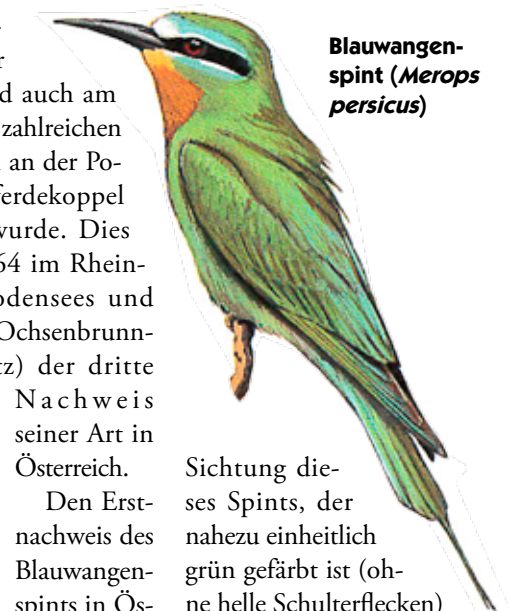 Blauwangen-
spint (Merops
persicus)
d auch am
zahlreichen
an der Po-
ferdekoppel
wurde. Dies
64 im Rhein-
odensees und
Ochsenbrunn-
tz) der dritte
Nachweis
seiner Art in
Österreich.
Den Erst-
nachweis des
Blauwangen-
spints in Ös-
Sichtung die-
ses Spints, der
nahezu einheitlich
grün gefärbt ist (oh-
ne helle Schulterflecken)